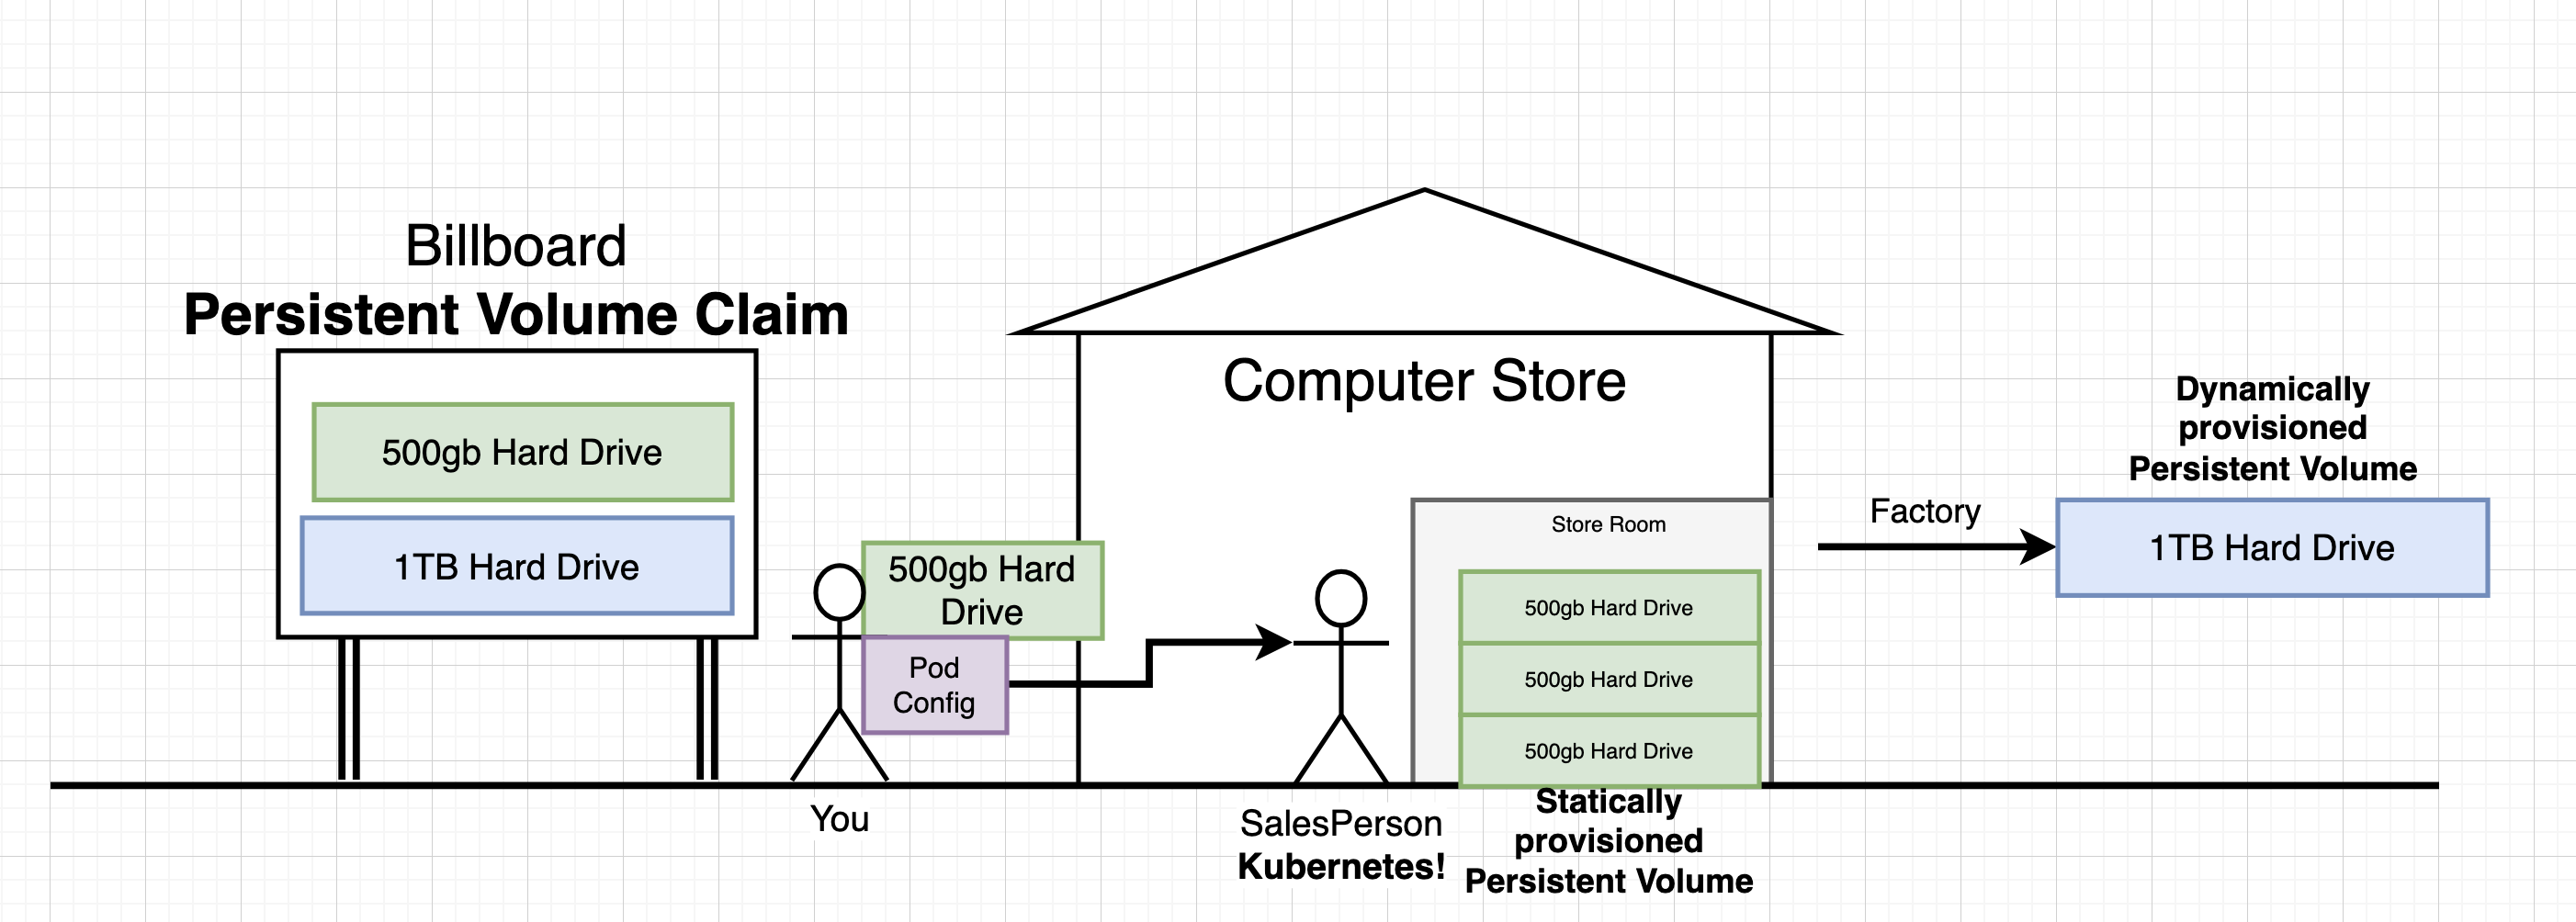 Billboard
Persistent Volume Claim
500gb Hard Drive
1TB Hard Drive
500gb Hard
Drive
Pod
Config
You
Computer Store
Store Room
500gb Hard Drive
500gb Hard Drive
500gb Hard Drive
SalesPerson
Kubernetes!
Statically
provisioned
Persistent Volume
Factory
Dynamically
provisioned
Persistent Volume
1TB Hard Drive